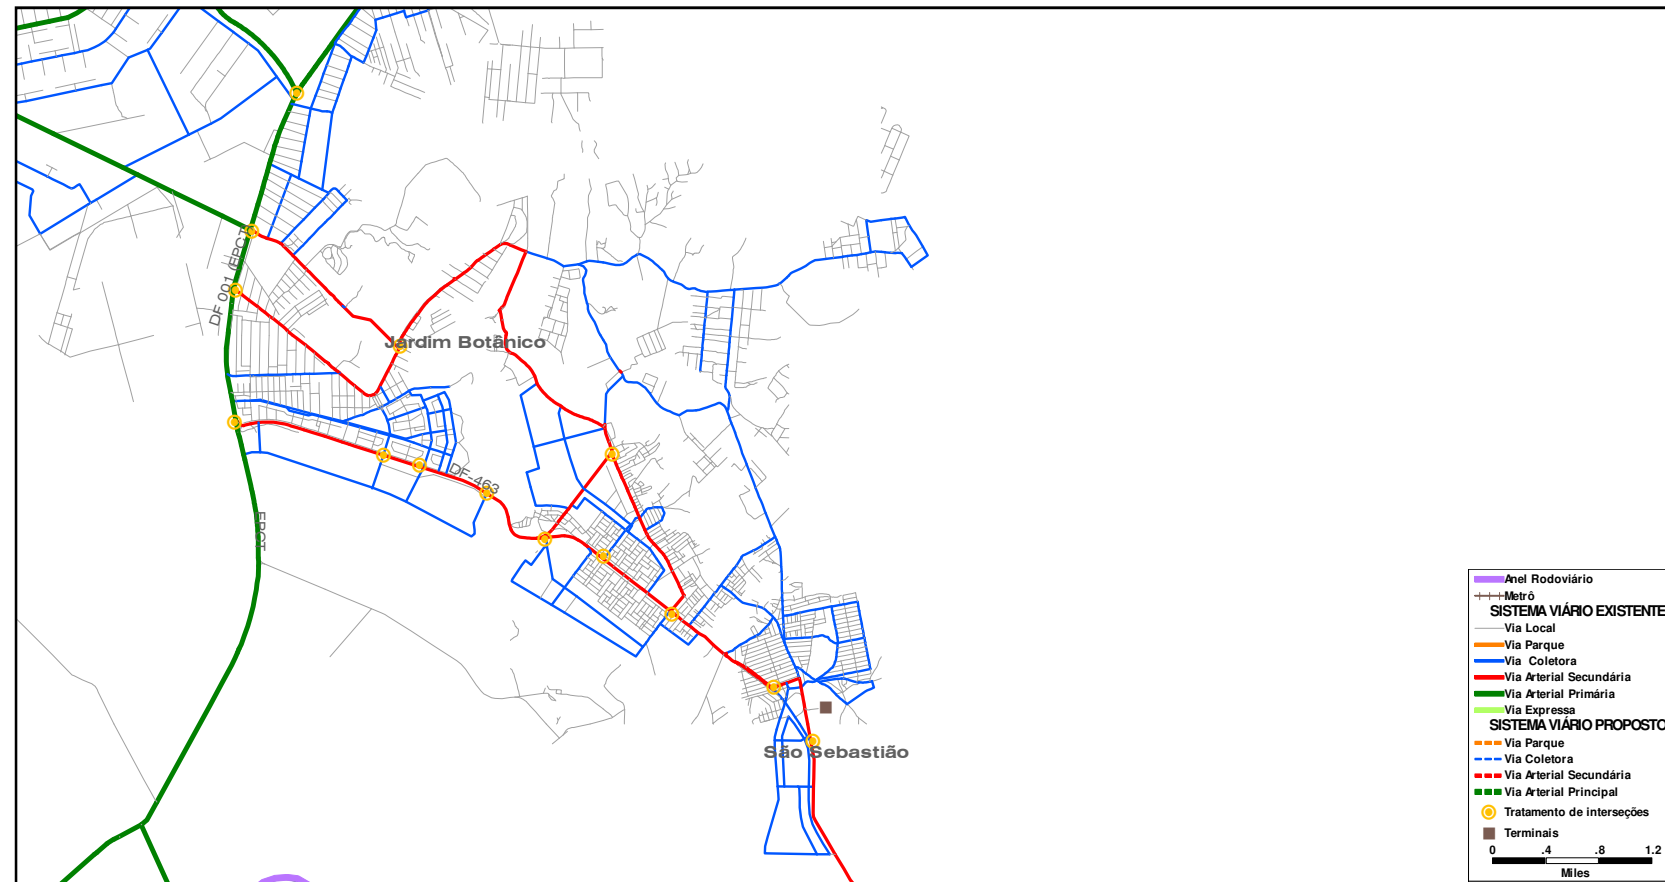 DF 001 (EPCT)
Jardim Botânico
DF-463
EPCT
São Sebastião
Anel Rodoviário
Metrô
SISTEMA VIÁRIO EXISTENTE
Via Local
Via Parque
Via Coletora
Via Arterial Secundária
Via Arterial Primária
Via Expressa
SISTEMA VIÁRIO PROPOSTO
Via Parque
Via Coletora
Via Arterial Secundária
Via Arterial Principal
Tratamento de interseções
Terminais
0 .4 .8 1.2
Miles